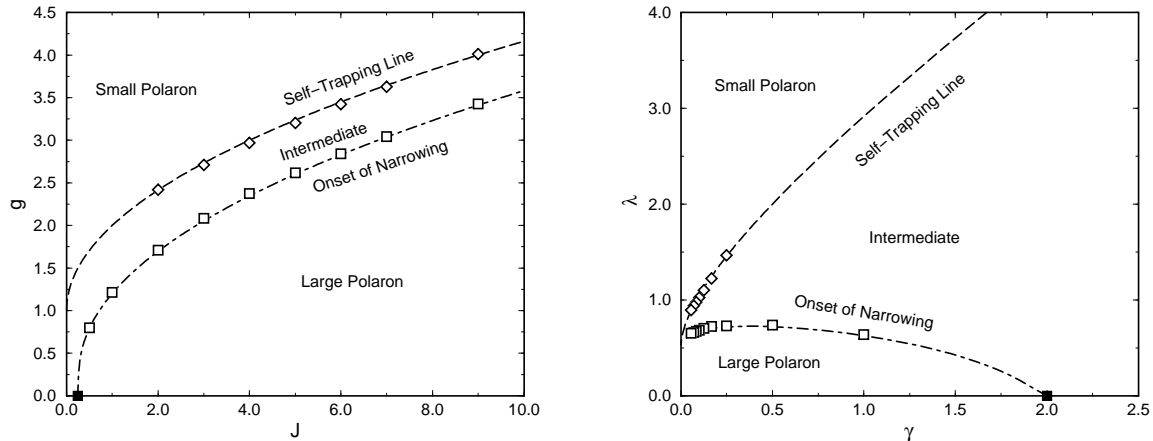 4.5
4.0
3.5
3.0
2.5
2.0
1.5
1.0
0.5
0.0
g
0.0
2.0
4.0
6.0
8.0
10.0
J
Small Polaron
Self−Trapping Line
Intermediate
Onset of Narrowing
Large Polaron
4.0
3.0
2.0
1.0
0.0
λ
0.0
0.5
1.0
1.5
2.0
2.5
γ
Small Polaron
Self−Trapping Line
Intermediate
Onset of Narrowing
Large Polaron